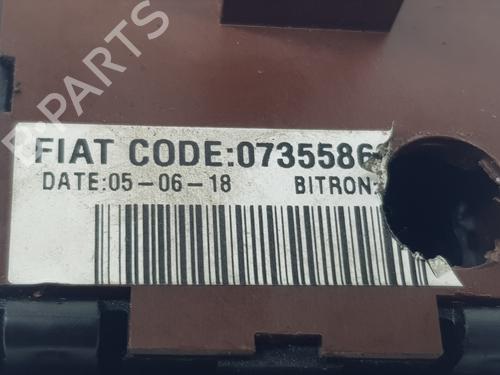 FIAT CODE:0735586
DATE:05-06-18 BITRON:
B-PARTS